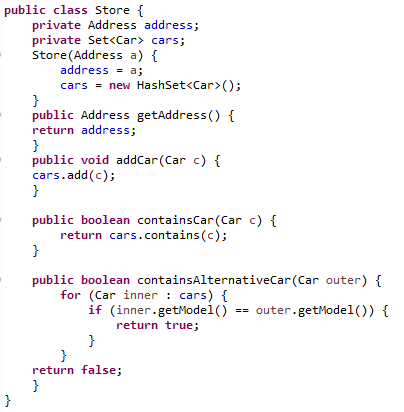 public class Store {
    private Address address;
    private Set<Car> cars;
    Store(Address a) {
        address = a;
        cars = new HashSet<Car>();
    }
    public Address getAddress() {
    return address;
    }
    public void addCar(Car c) {
    cars.add(c);
    }

    public boolean containsCar(Car c) {
        return cars.contains(c);
    }

    public boolean containsAlternativeCar(Car outer) {
        for (Car inner : cars) {
            if (inner.getModel() == outer.getModel()) {
                return true;
            }
        }
    return false;
    }
}